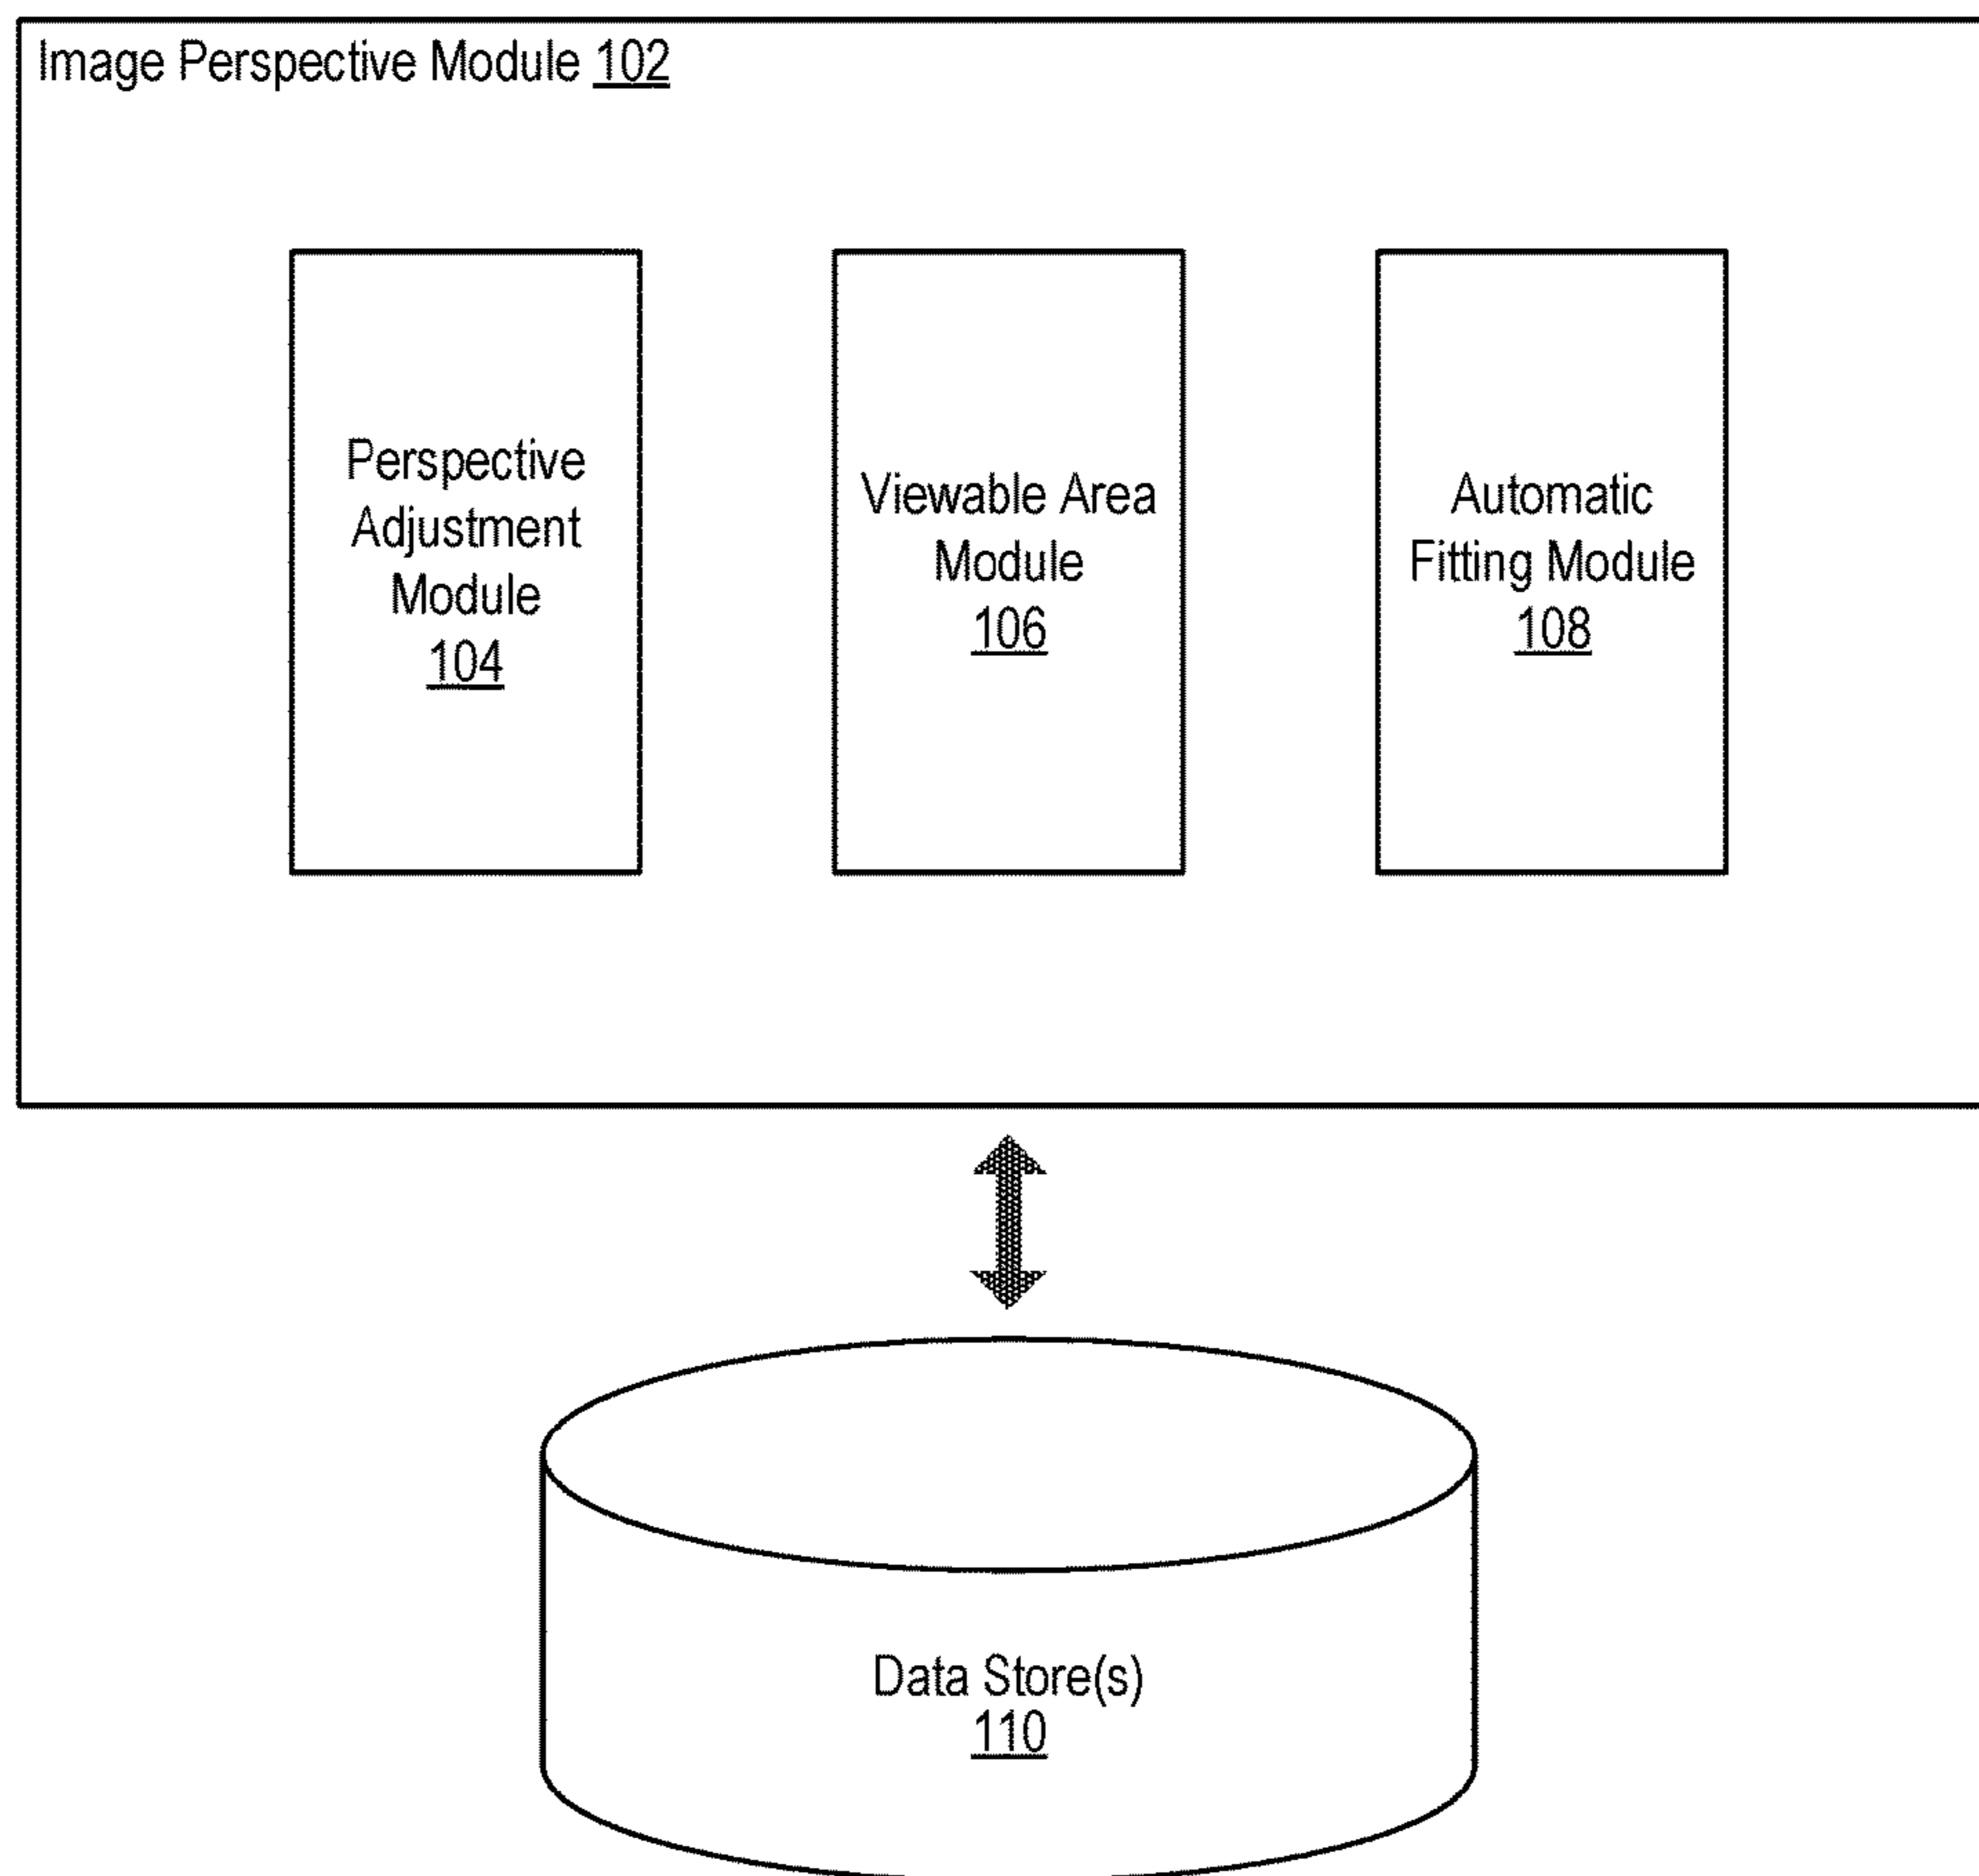 Image Perspective Module 102
Perspective
Adjustment
Module
104
Viewable Area
Module
106
Automatic
Fitting Module
108
Data Store(s)
110